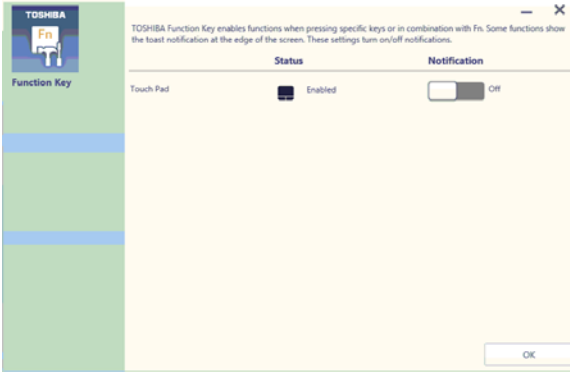 TOSHIBA
Fn
Function Key
TOSHIBA Function Key enables functions when pressing specific keys or in combination with Fn. Some functions show
the toast notification at the edge of the screen. These settings turn on/off notifications.
Status Notification
Touch Pad Enabled Off
OK